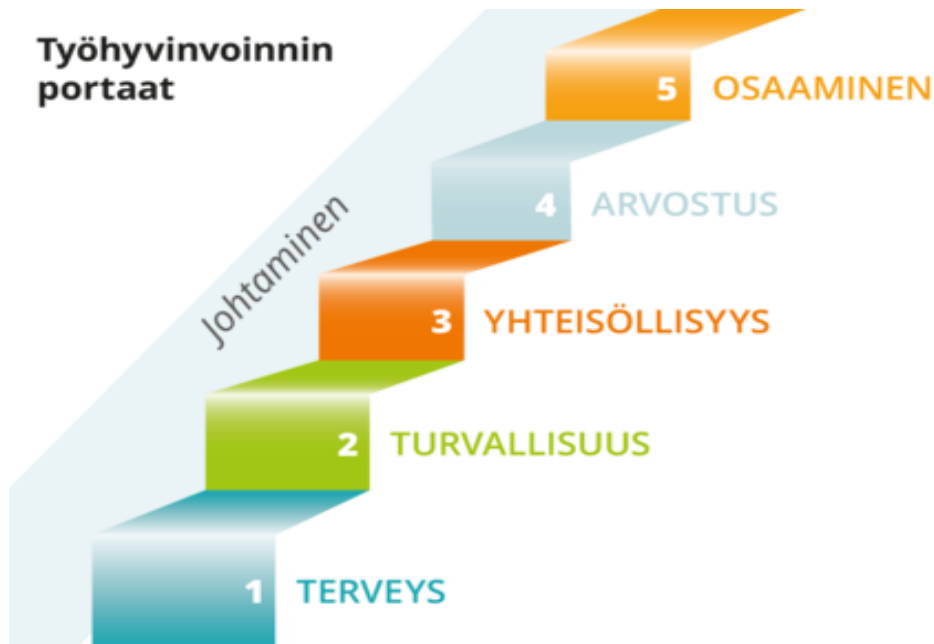 Työhyvinvoinnin
portaat
5 OSAAMINEN
4 ARVOSTUS
Johtaminen
3 YHTEISÖLLISYYS
2 TURVALLISUUS
1 TERVEYS